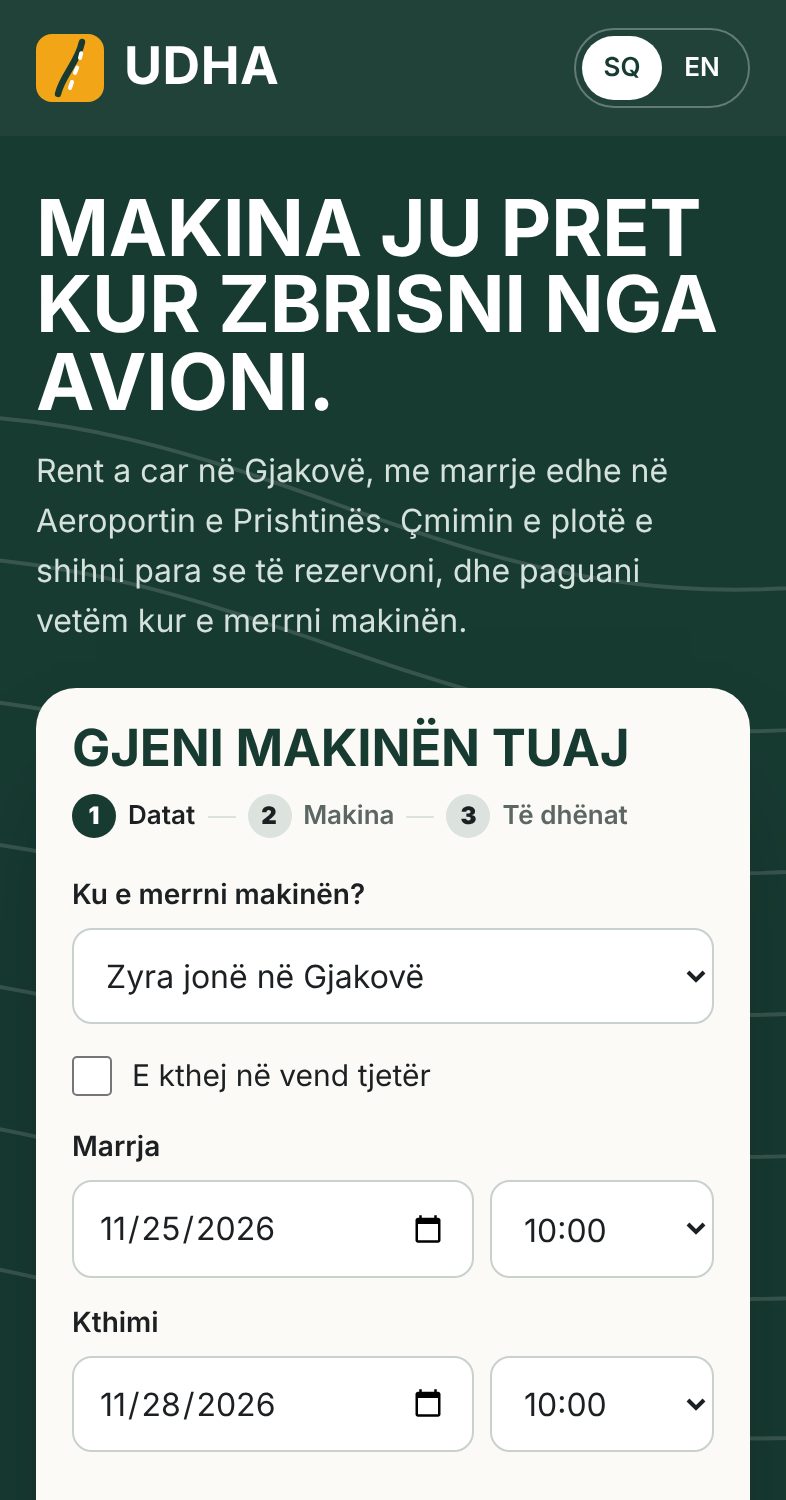 UDHA
SQ EN
MAKINA JU PRET
KUR ZBRISNI NGA
AVIONI.
Rent a car në Gjakovë, me marrje edhe në
Aeroportin e Prishtinës. Çmimin e plotë e
shihni para se të rezervoni, dhe paguani
vetëm kur e merrni makinën.
GJENI MAKINËN TUAJ
1 Datat 2 Makina 3 Të dhënat
Ku e merrni makinën?
Zyra jonë në Gjakovë
E kthej në vend tjetër
Marrja
11/25/2026 10:00
Kthimi
11/28/2026 10:00